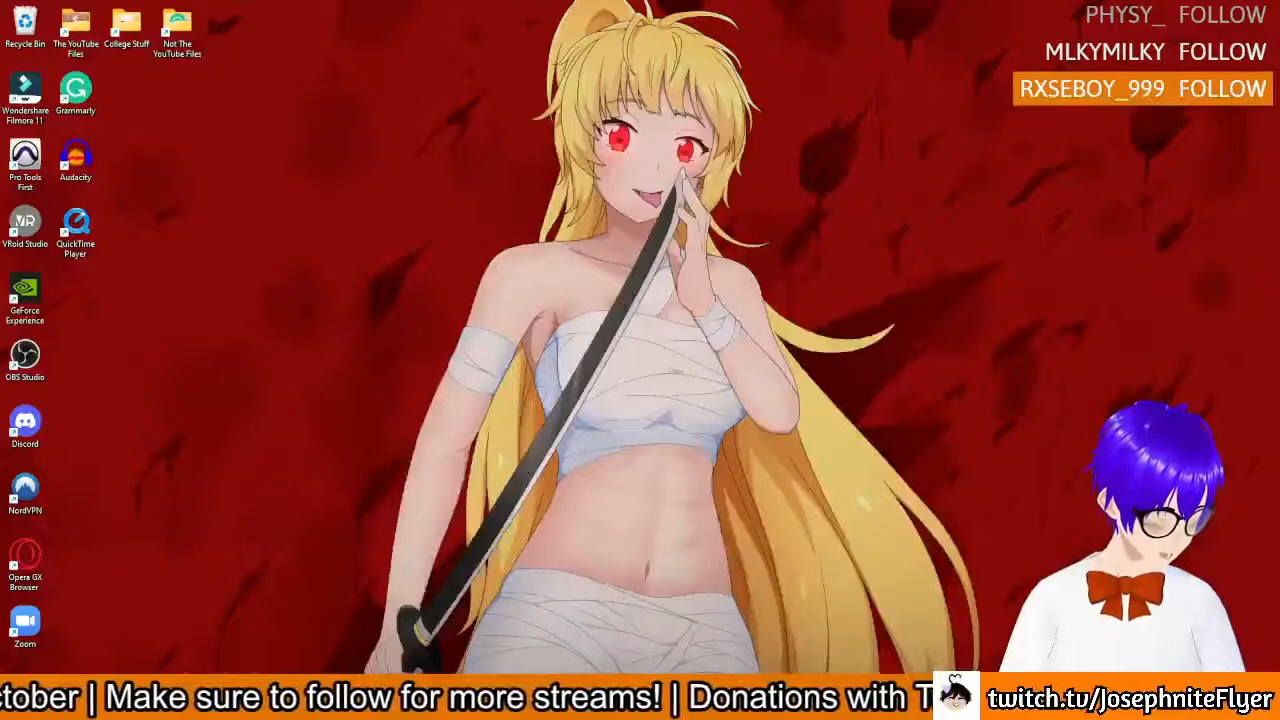 Recycle Bin
The YouTube
Files
College Stuff
Not The
YouTube Files
Wondershare
Filmora 11
Grammarly
Pro Tools
First
Audacity
VR
VRoid Studio
QuickTime
Player
GeForce
Experience
OBS Studio
Discord
NordVPN
Opera GX
Browser
Zoom
PHYSY_ FOLLOW
MLKYMILKY FOLLOW
RXSEBOY_999 FOLLOW
ctober | Make sure to follow for more streams! | Donations with T
twitch.tv/JosephniteFlyer